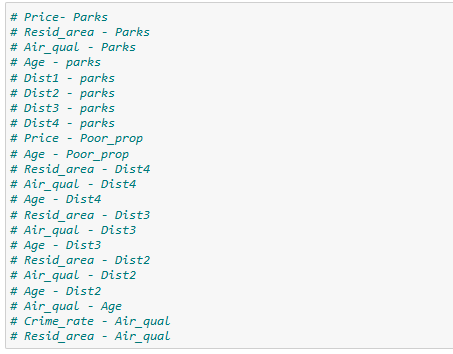 # Price- Parks
# Resid_area - Parks
# Air_qual - Parks
# Age - parks
# Dist1 - parks
# Dist2 - parks
# Dist3 - parks
# Dist4 - parks
# Price - Poor_prop
# Age - Poor_prop
# Resid_area - Dist4
# Air_qual - Dist4
# Age - Dist4
# Resid_area - Dist3
# Air_qual - Dist3
# Age - Dist3
# Resid_area - Dist2
# Air_qual - Dist2
# Age - Dist2
# Air_qual - Age
# Crime_rate - Air_qual
# Resid_area - Air_qual